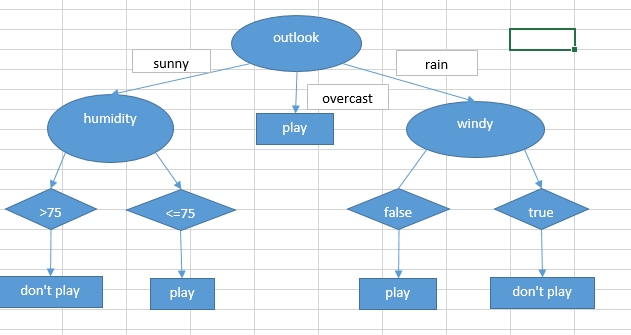 outlook
sunny
rain
overcast
humidity
play
windy
>75
<=75
false
true
don't play
play
play
don't play